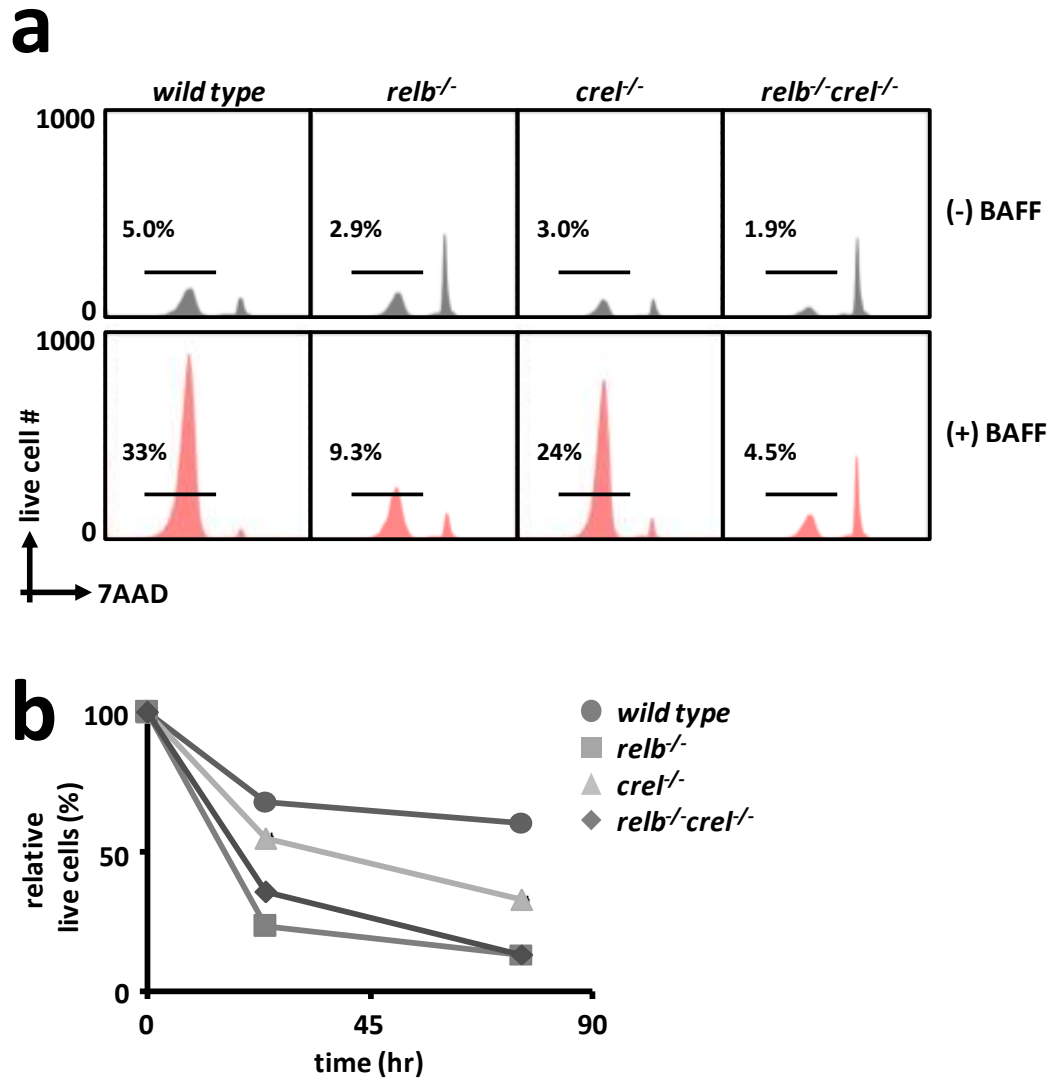 a
wild type relb-/- crel-/- relb-/-crel-/-
1000
5.0% 2.9% 3.0% 1.9% (-) BAFF
0
1000
33% 9.3% 24% 4.5% (+) BAFF
0
live cell #
7AAD
b
100
50
0
relative
live cells (%)
0 45 90
time (hr)
wild type
relb-/-
crel-/-
relb-/-crel-/-